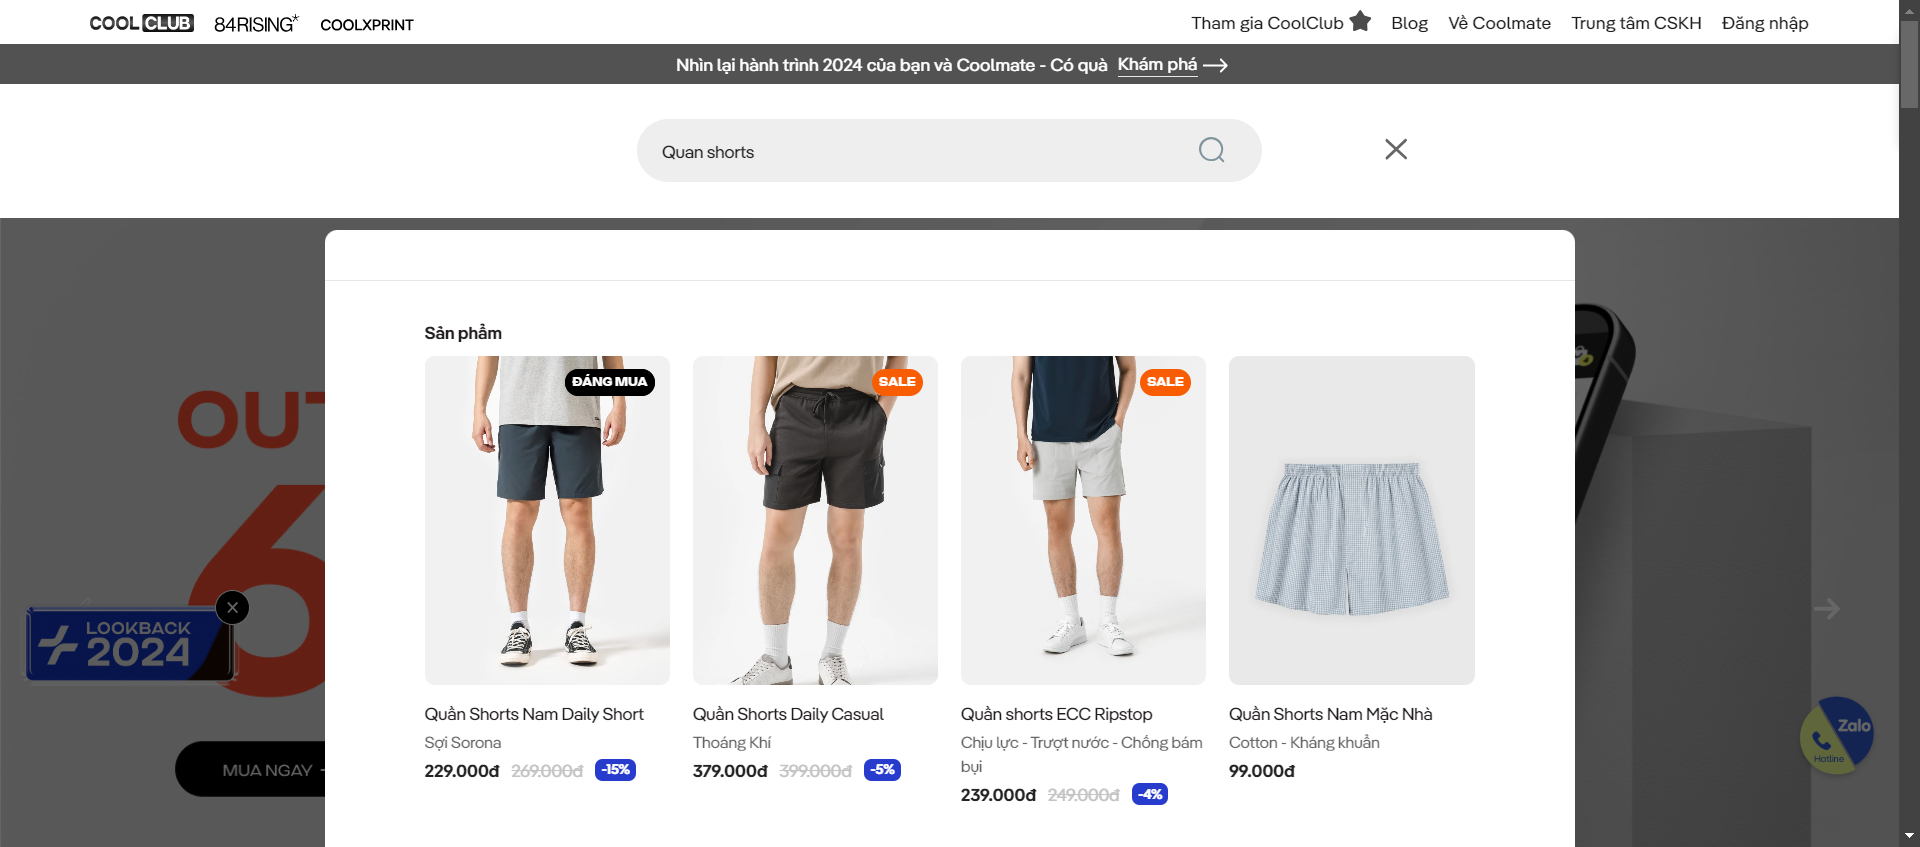 COOLCLUB 84RISING* COOLXPRINT
Tham gia CoolClub Blog Về Coolmate Trung tâm CSKH Đăng nhập
Nhìn lại hành trình 2024 của bạn và Coolmate - Có quà Khám phá
Quan shorts
Sản phẩm
ĐÁNG MUA
SALE
SALE
Quần Shorts Nam Daily Short
Sợi Sorona
229.000đ 269.000đ -15%
Quần Shorts Daily Casual
Thoáng Khí
379.000đ 399.000đ -5%
Quần shorts ECC Ripstop
Chịu lực - Trượt nước - Chống bám
bụi
239.000đ 249.000đ -4%
Quần Shorts Nam Mặc Nhà
Cotton - Kháng khuẩn
99.000đ
6
LOOKBACK
2024
MUA NGAY
Zalo
Hotline